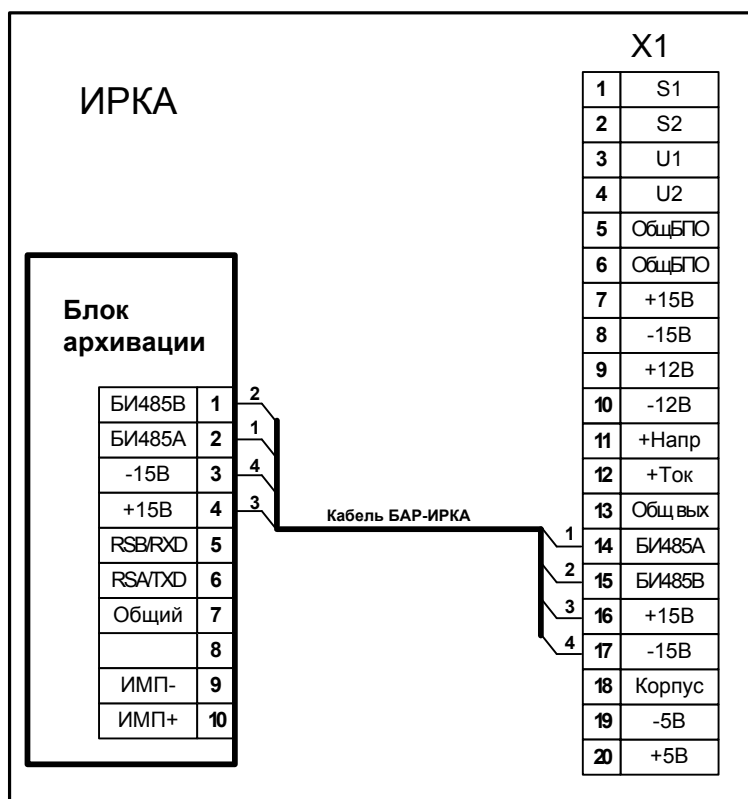 ИРКА
X1
1 S1
2 S2
3 U1
4 U2
5 ОбщБПО
6 ОбщБПО
7 +15В
8 -15В
9 +12В
10 -12В
11 +Напр
12 +Ток
13 Общ вых
14 БИ485А
15 БИ485В
16 +15В
17 -15В
18 Корпус
19 -5В
20 +5В
Блок
архивации
БИ485В 1 2
БИ485А 2 1
-15В 3 4
+15В 4 3
RSB/RXD 5
RSA/TXD 6
Общий 7
8
ИМП- 9
ИМП+ 10
Кабель БАР-ИРКА
1
2
3
4